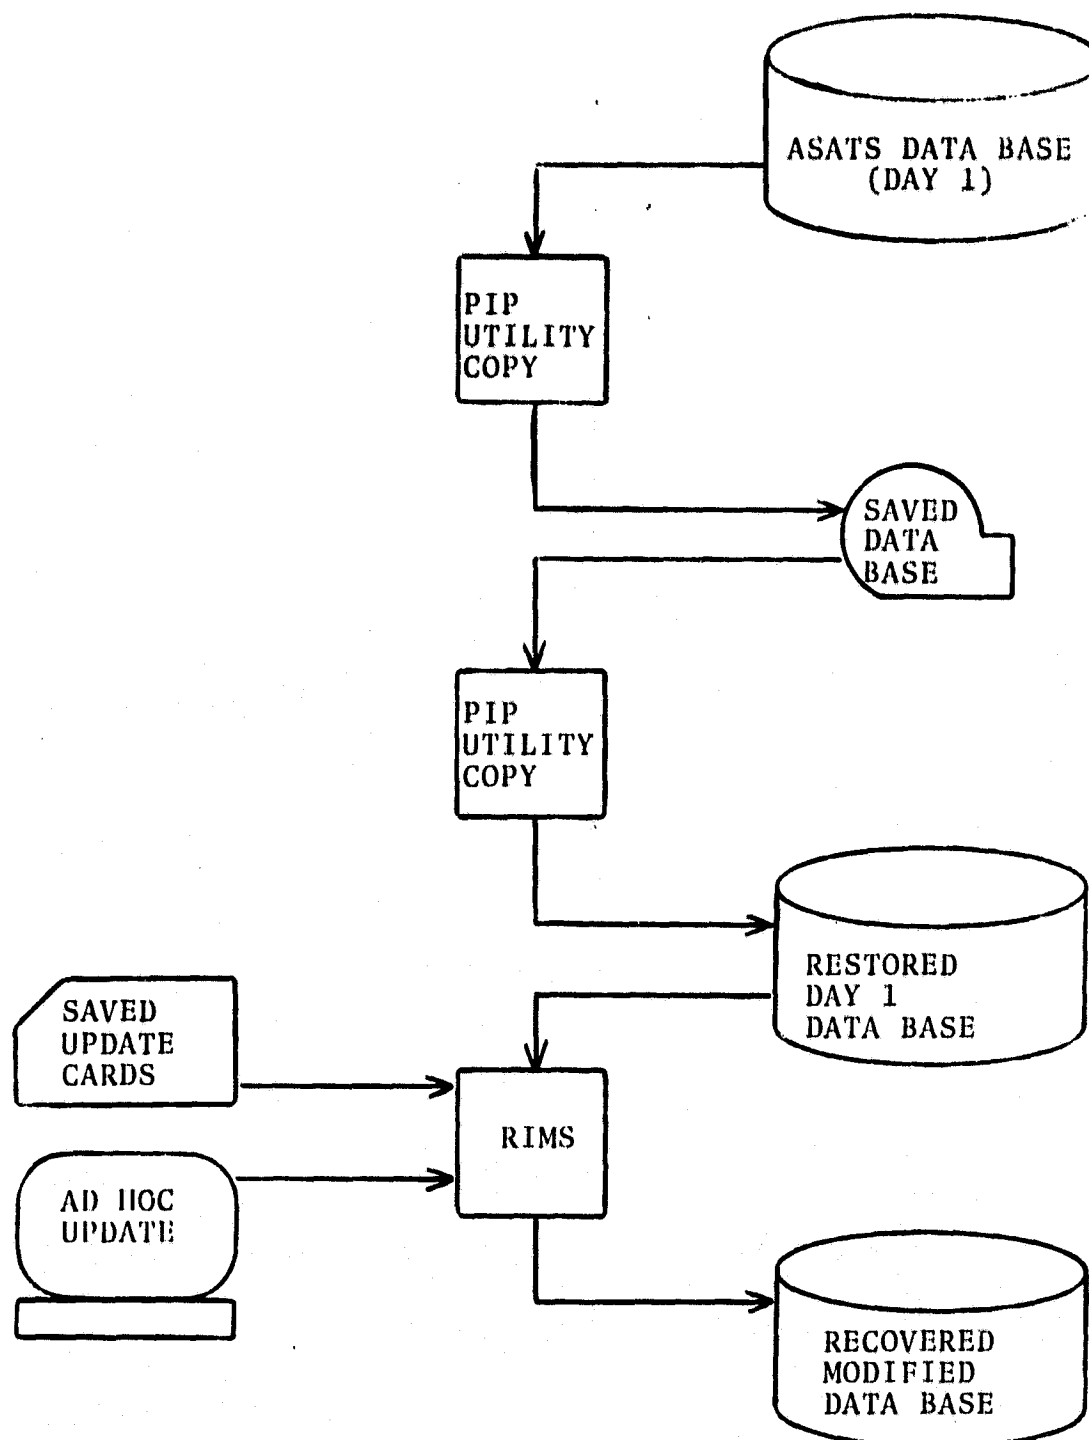 ASATS DATA BASE
(DAY 1)
PIP
UTILITY
COPY
SAVED
DATA
BASE
PIP
UTILITY
COPY
RESTORED
DAY 1
DATA BASE
SAVED
UPDATE
CARDS
RIMS
AD HOC
UPDATE
RECOVERED
MODIFIED
DATA BASE